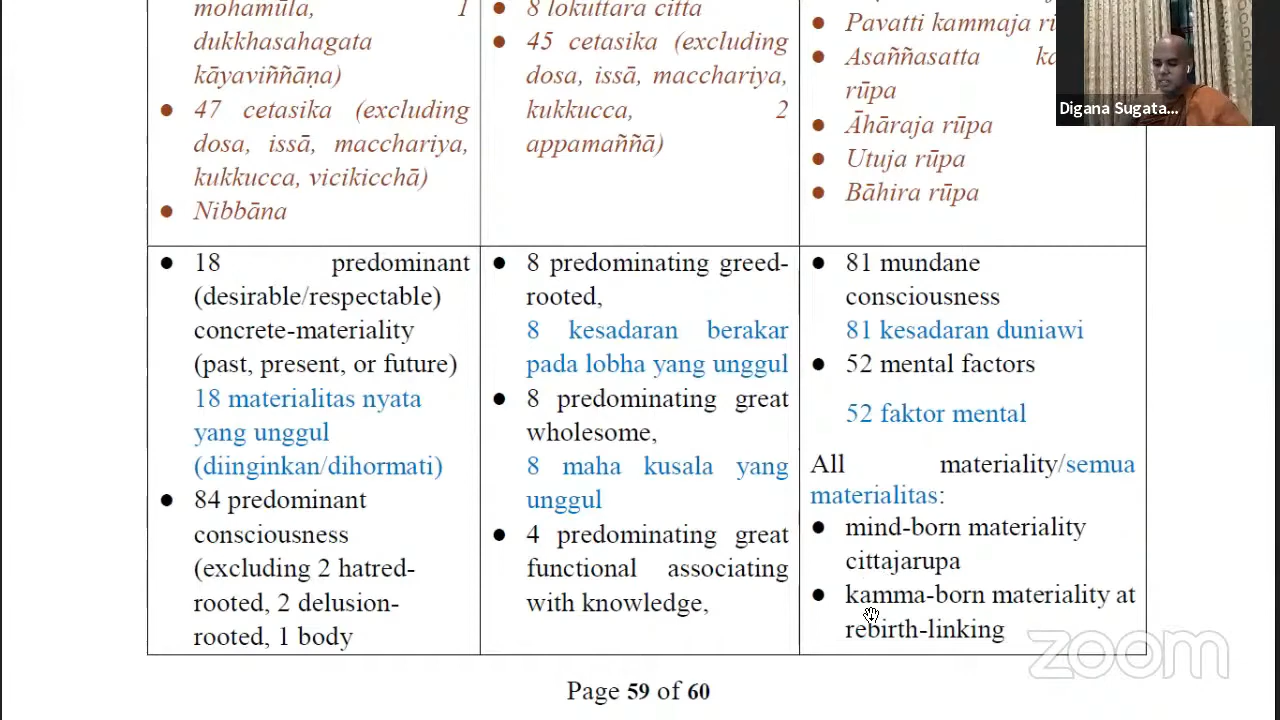 mohamūla, 1
dukkhasahagata
kāyaviññāṇa)
● 47 cetasika (excluding
dosa, issā, macchariya,
kukkucca, vicikicchā)
● Nibbāna
● 8 lokuttara citta
● 45 cetasika (excluding
dosa, issā, macchariya,
kukkucca, 2
appamaññā)
● Pavatti kammaja
● Asaññasatta
rūpa
● Āhāraja rūpa
● Utuja rūpa
● Bāhira rūpa
Digana Sugata...
● 18 predominant
(desirable/respectable)
concrete-materiality
(past, present, or future)
18 materialitas nyata
yang unggul
(diinginkan/dihormati)
● 84 predominant
consciousness
(excluding 2 hatred-
rooted, 2 delusion-
rooted, 1 body
● 8 predominating greed-
rooted,
8 kesadaran berakar
pada lobha yang unggul
● 8 predominating great
wholesome,
8 maha kusala yang
unggul
● 4 predominating great
functional associating
with knowledge,
● 81 mundane
consciousness
81 kesadaran duniawi
● 52 mental factors
52 faktor mental
All materiality/semua
materialitas:
● mind-born materiality
cittajarupa
● kamma-born materiality at
rebirth-linking
zoom
Page 59 of 60